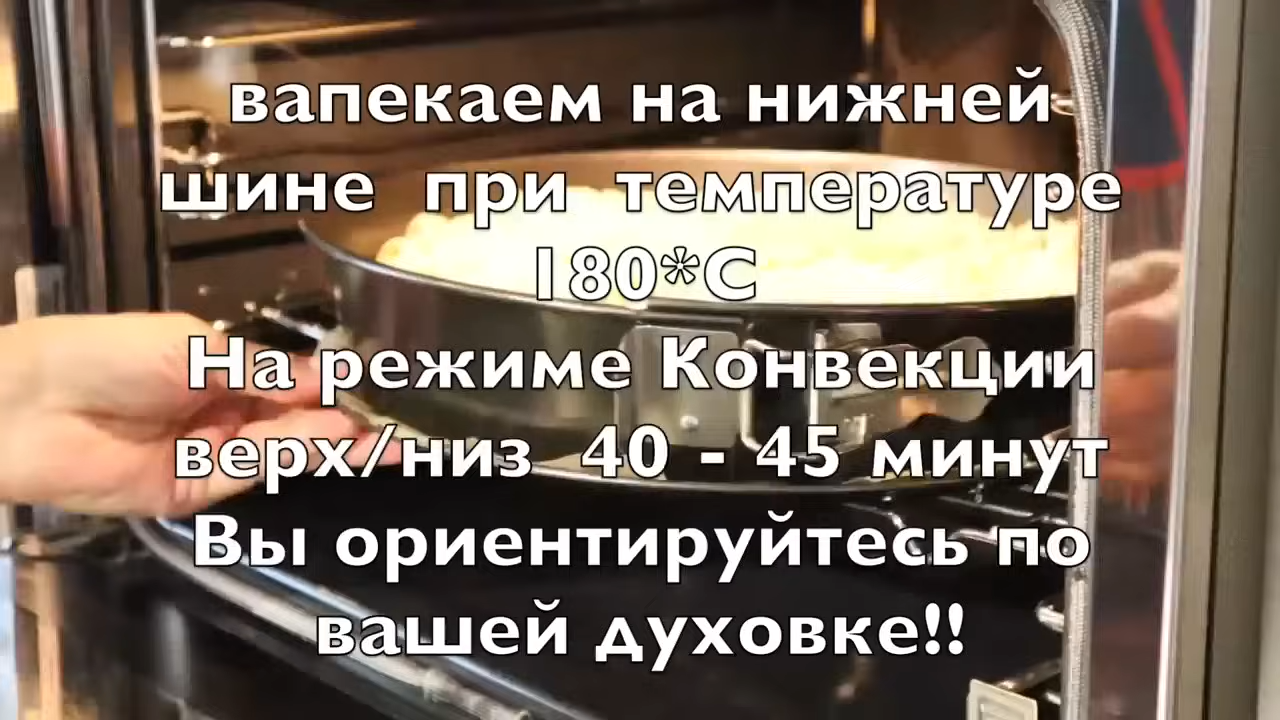 вапекаем на нижней
шине при температуре
180*С
На режиме Конвекции
верх/низ 40 - 45 минут
Вы ориентируйтесь по
вашей духовке!!